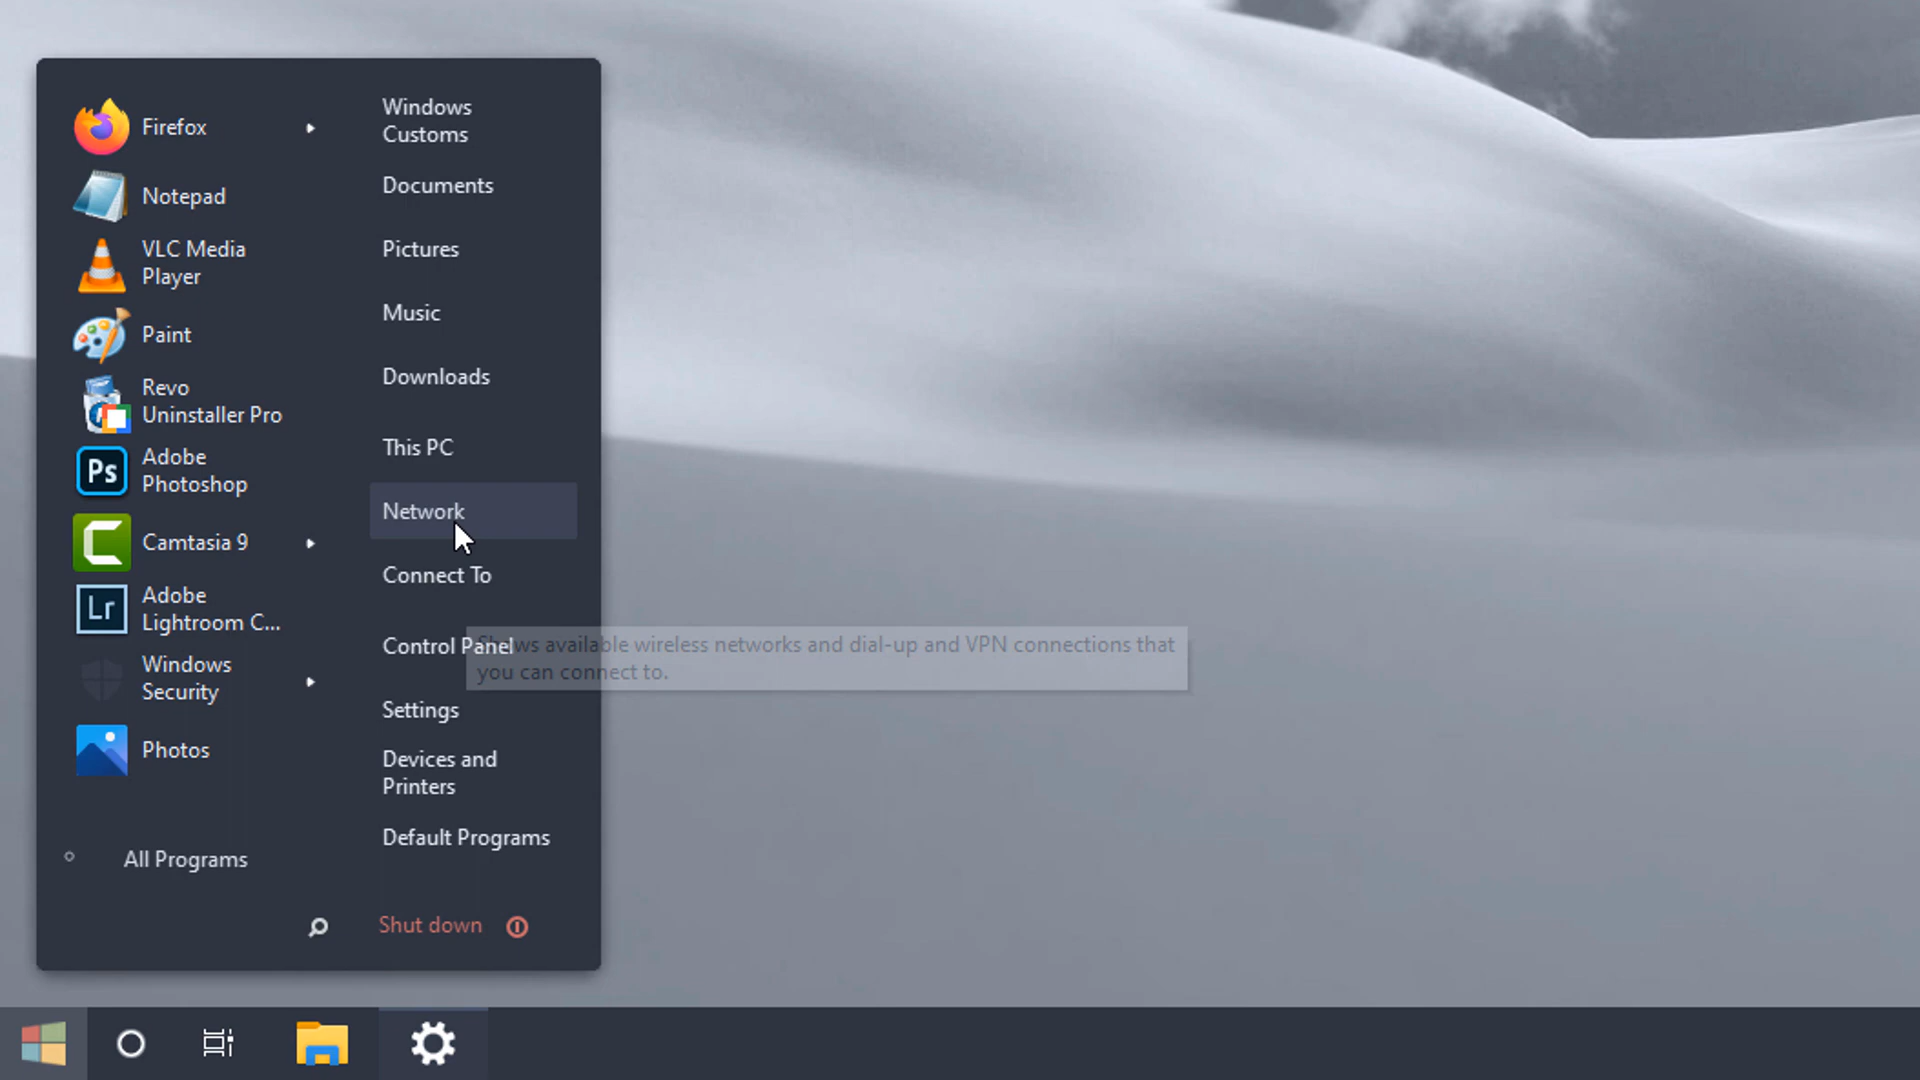 Firefox
Notepad
VLC Media
Player
Paint
Revo
Uninstaller Pro
Ps
Adobe
Photoshop
Camtasia 9
Lr
Adobe
Lightroom C...
Windows
Security
Photos
All Programs
Windows
Customs
Documents
Pictures
Music
Downloads
This PC
Network
Connect To
Control Panel
Shows available wireless networks and dial-up and VPN connections that
you can connect to.
Settings
Devices and
Printers
Default Programs
Shut down